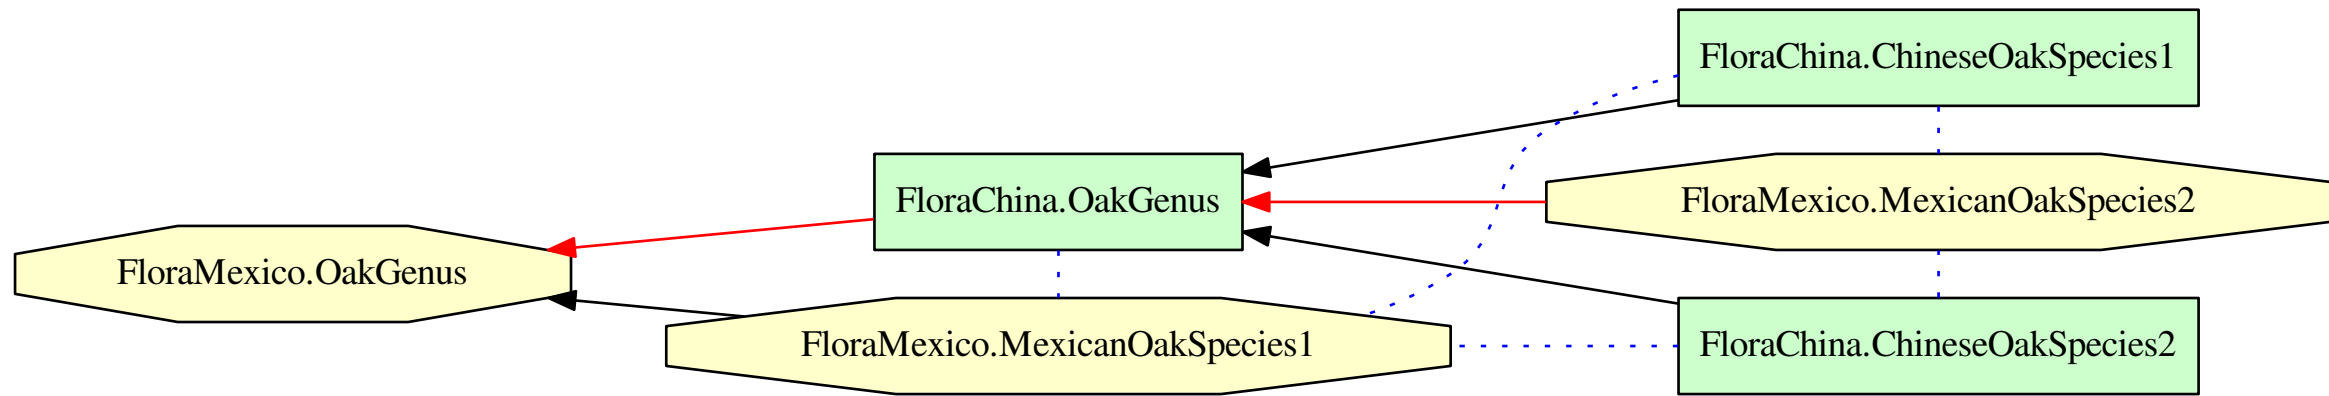 FloraChina.ChineseOakSpecies1
FloraChina.OakGenus
FloraMexico.MexicanOakSpecies2
FloraMexico.OakGenus
FloraMexico.MexicanOakSpecies1
FloraChina.ChineseOakSpecies2